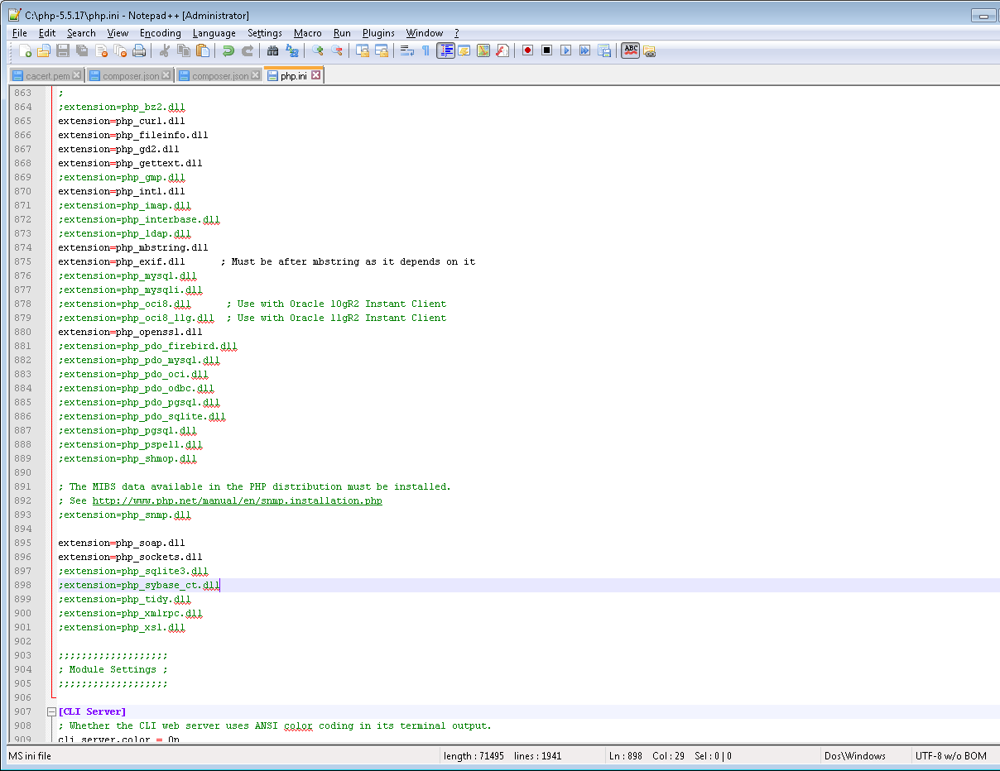 C:\php-5.5.17\php.ini - Notepad++ [Administrator]
File Edit Search View Encoding Language Settings Macro Run Plugins Window ?
ABC
cacert.pem composer.json composer.json php.ini
863 ;
864 ;extension=php_bz2.dll
865 extension=php_curl.dll
866 extension=php_fileinfo.dll
867 extension=php_gd2.dll
868 extension=php_gettext.dll
869 ;extension=php_gmp.dll
870 extension=php_intl.dll
871 ;extension=php_imap.dll
872 ;extension=php_interbase.dll
873 ;extension=php_ldap.dll
874 extension=php_mbstring.dll
875 extension=php_exif.dll ; Must be after mbstring as it depends on it
876 ;extension=php_mysql.dll
877 ;extension=php_mysqli.dll
878 ;extension=php_oci8.dll ; Use with Oracle 10gR2 Instant Client
879 ;extension=php_oci8_11g.dll ; Use with Oracle 11gR2 Instant Client
880 extension=php_openssl.dll
881 ;extension=php_pdo_firebird.dll
882 ;extension=php_pdo_mysql.dll
883 ;extension=php_pdo_oci.dll
884 ;extension=php_pdo_odbc.dll
885 ;extension=php_pdo_pgsql.dll
886 ;extension=php_pdo_sqlite.dll
887 ;extension=php_pgsql.dll
888 ;extension=php_pspell.dll
889 ;extension=php_shmop.dll
890
891 ; The MIBS data available in the PHP distribution must be installed.
892 ; See http://www.php.net/manual/en/snmp.installation.php
893 ;extension=php_snmp.dll
894
895 extension=php_soap.dll
896 extension=php_sockets.dll
897 ;extension=php_sqlite3.dll
898 ;extension=php_sybase_ct.dll
899 ;extension=php_tidy.dll
900 ;extension=php_xmlrpc.dll
901 ;extension=php_xsl.dll
902
903 ;;;;;;;;;;;;;;;;;;;
904 ; Module Settings ;
905 ;;;;;;;;;;;;;;;;;;;
906
907 [CLI Server]
908 ; Whether the CLI web server uses ANSI color coding in its terminal output.
909 cli_server.color = On
MS ini file length : 71495 lines : 1941 Ln : 898 Col : 29 Sel : 0 | 0 Dos\Windows UTF-8 w/o BOM